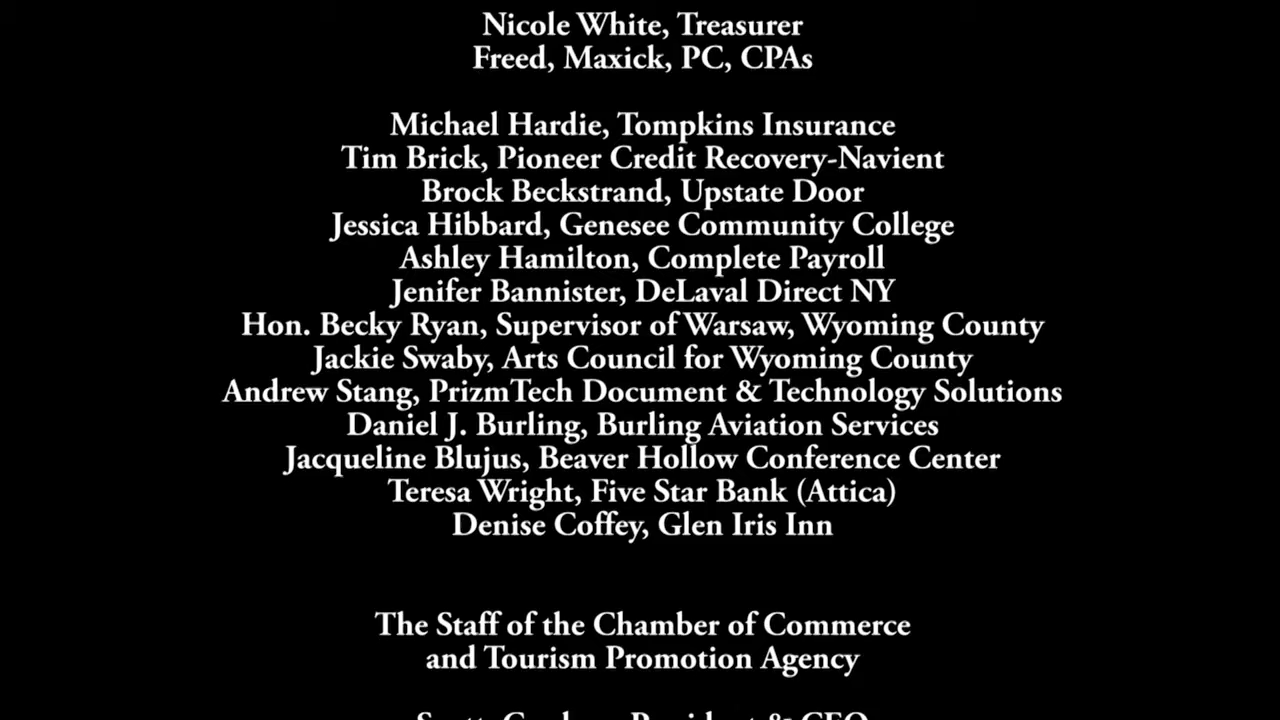 Nicole White, Treasurer
Freed, Maxick, PC, CPAs
Michael Hardie, Tompkins Insurance
Tim Brick, Pioneer Credit Recovery-Navient
Brock Beckstrand, Upstate Door
Jessica Hibbard, Genesee Community College
Ashley Hamilton, Complete Payroll
Jenifer Bannister, DeLaval Direct NY
Hon. Becky Ryan, Supervisor of Warsaw, Wyoming County
Jackie Swaby, Arts Council for Wyoming County
Andrew Stang, PrizmTech Document & Technology Solutions
Daniel J. Burling, Burling Aviation Services
Jacqueline Blujus, Beaver Hollow Conference Center
Teresa Wright, Five Star Bank (Attica)
Denise Coffey, Glen Iris Inn
The Staff of the Chamber of Commerce
and Tourism Promotion Agency
President & CEO